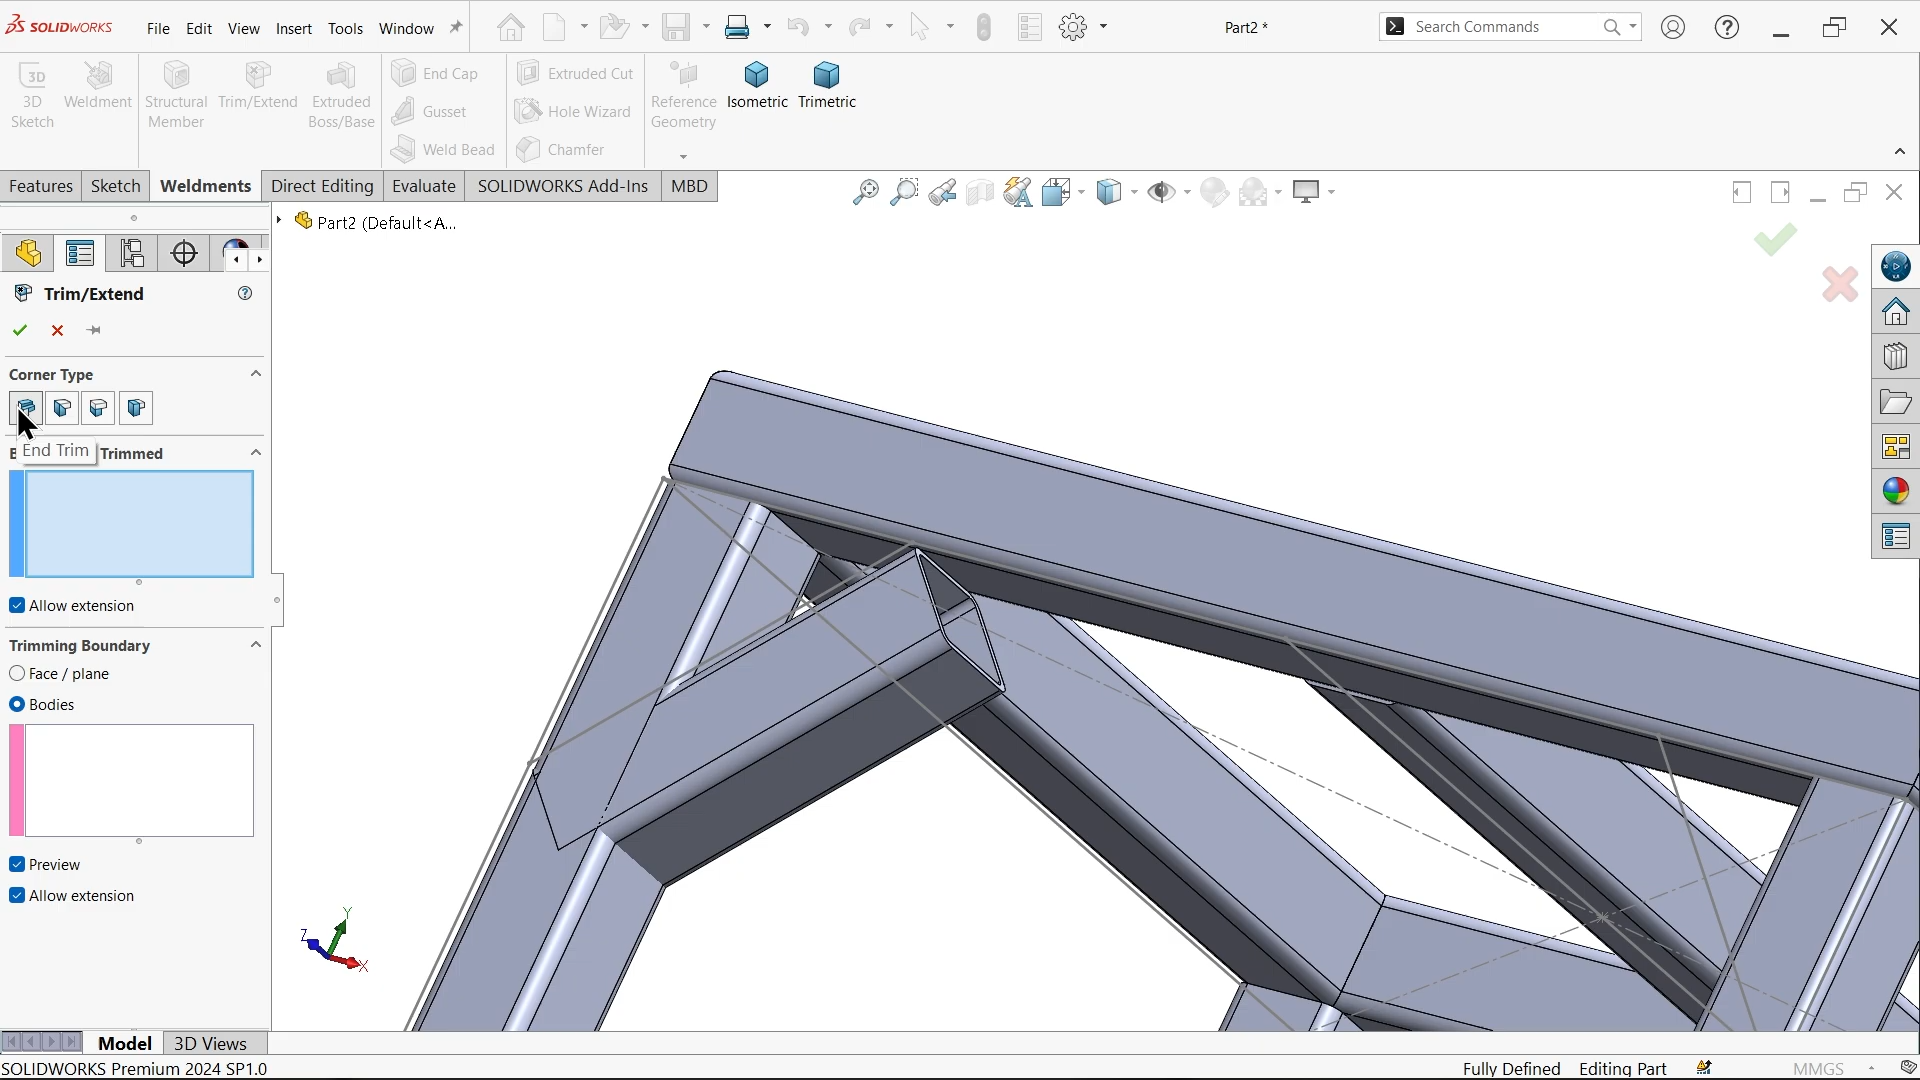 SOLIDWORKS File Edit View Insert Tools Window Part2 * Search Commands
3D Sketch
Weldment
Structural Member
Trim/Extend
Extruded Boss/Base
End Cap
Gusset
Weld Bead
Extruded Cut
Hole Wizard
Chamfer
Reference Geometry
Isometric
Trimetric
Features Sketch Weldments Direct Editing Evaluate SOLIDWORKS Add-Ins MBD
Part2 (Default<A...
Trim/Extend
Corner Type
End Trim
Trimmed
Allow extension
Trimming Boundary
Face / plane
Bodies
Preview
Allow extension
Y
Z
X
Model 3D Views
SOLIDWORKS Premium 2024 SP1.0 Fully Defined Editing Part MMGS